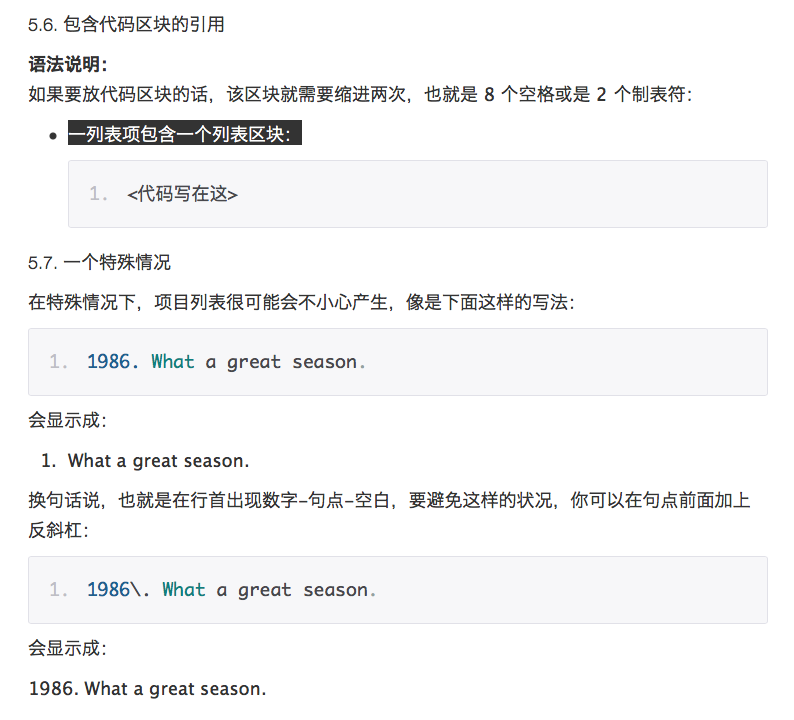 5.6. 包含代码区块的引用
语法说明：
如果要放代码区块的话，该区块就需要缩进两次，也就是 8 个空格或是 2 个制表符：
• 一列表项包含一个列表区块：
1. <代码写在这>
5.7. 一个特殊情况
在特殊情况下，项目列表很可能会不小心产生，像是下面这样的写法：
1. 1986. What a great season.
会显示成：
1. What a great season.
换句话说，也就是在行首出现数字-句点-空白，要避免这样的状况，你可以在句点前面加上
反斜杠：
1. 1986\. What a great season.
会显示成：
1986. What a great season.